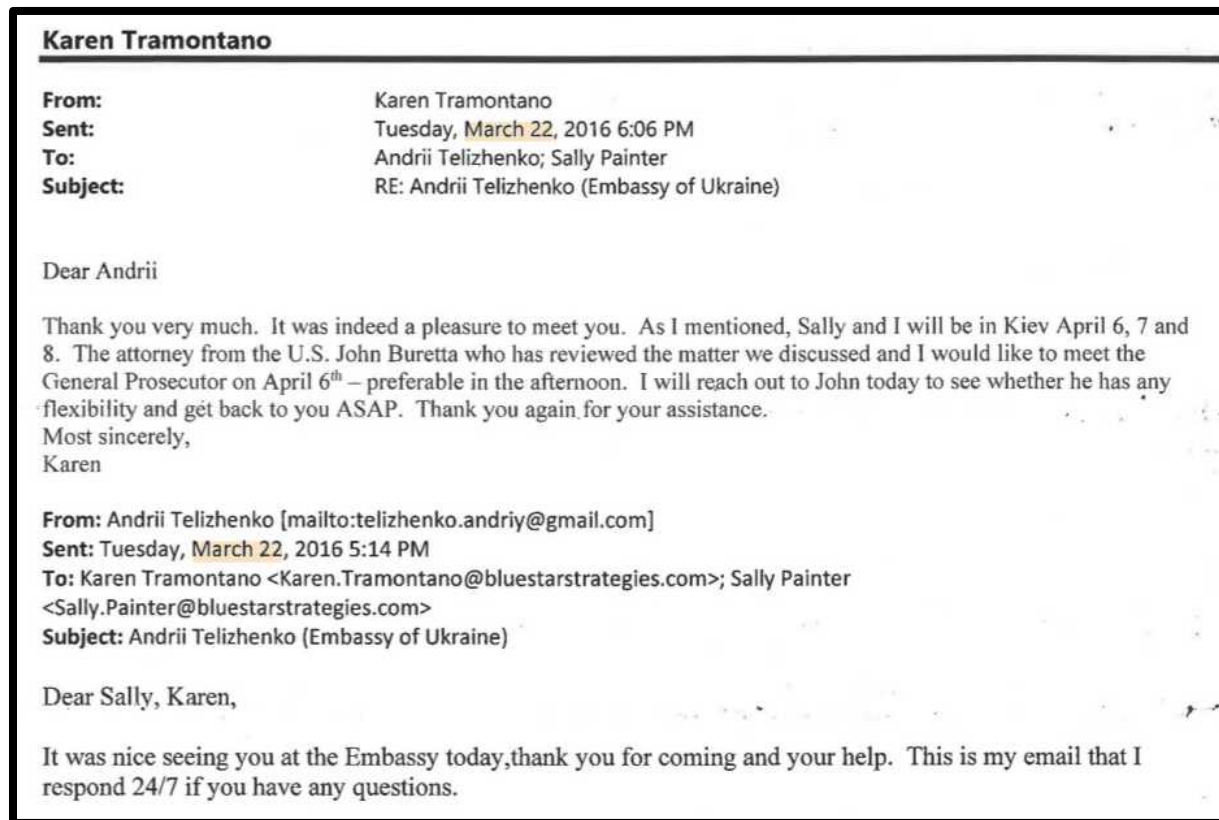 Karen Tramontano
From: Karen Tramontano
Sent: Tuesday, March 22, 2016 6:06 PM
To: Andrii Telizhenko; Sally Painter
Subject: RE: Andrii Telizhenko (Embassy of Ukraine)
Dear Andrii
Thank you very much. It was indeed a pleasure to meet you. As I mentioned, Sally and I will be in Kiev April 6, 7 and
8. The attorney from the U.S. John Buretta who has reviewed the matter we discussed and I would like to meet the
General Prosecutor on April 6th – preferable in the afternoon. I will reach out to John today to see whether he has any
flexibility and get back to you ASAP. Thank you again for your assistance.
Most sincerely,
Karen
From: Andrii Telizhenko [mailto:telizhenko.andriy@gmail.com]
Sent: Tuesday, March 22, 2016 5:14 PM
To: Karen Tramontano <Karen.Tramontano@bluestarstrategies.com>; Sally Painter
<Sally.Painter@bluestarstrategies.com>
Subject: Andrii Telizhenko (Embassy of Ukraine)
Dear Sally, Karen,
It was nice seeing you at the Embassy today,thank you for coming and your help. This is my email that I
respond 24/7 if you have any questions.